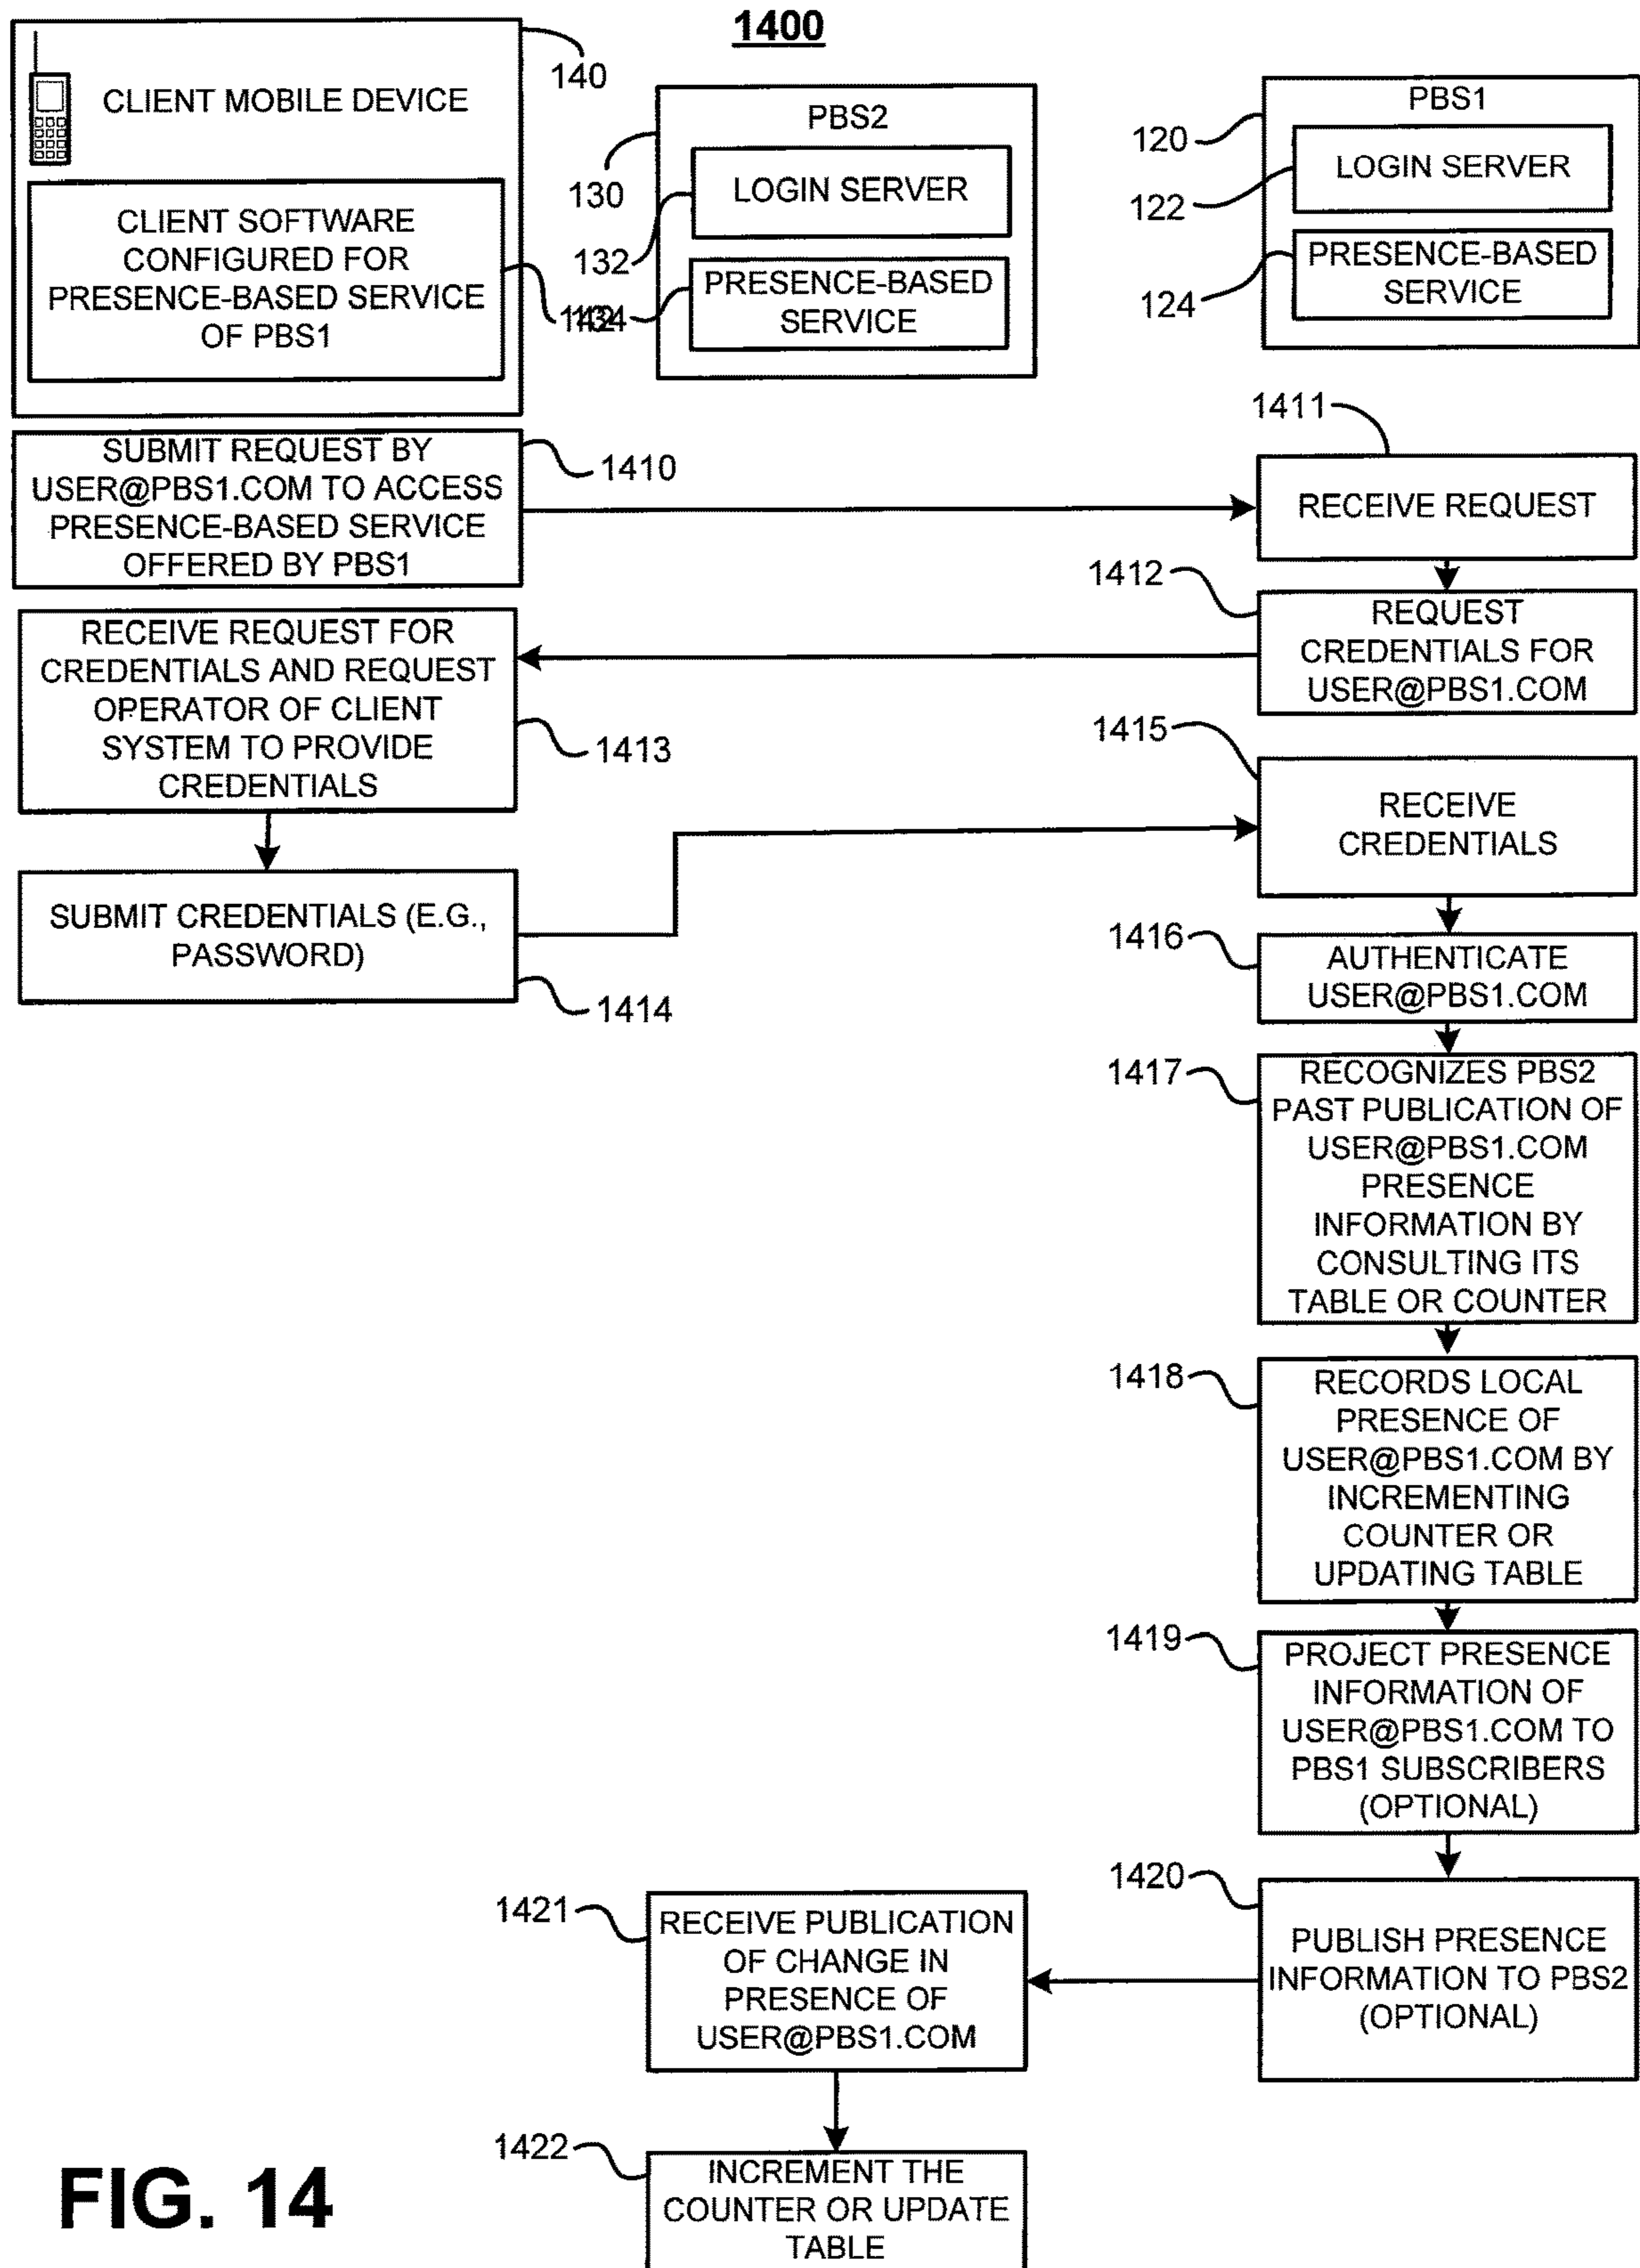 1400
140
CLIENT MOBILE DEVICE
CLIENT SOFTWARE
CONFIGURED FOR
PRESENCE-BASED SERVICE
OF PBS1
PBS2
130
LOGIN SERVER
132
PRESENCE-BASED
SERVICE
PBS1
120
LOGIN SERVER
122
PRESENCE-BASED
SERVICE
124
SUBMIT REQUEST BY
USER@PBS1.COM TO ACCESS
PRESENCE-BASED SERVICE
OFFERED BY PBS1
1410
1411
RECEIVE REQUEST
1412
REQUEST
CREDENTIALS FOR
USER@PBS1.COM
RECEIVE REQUEST FOR
CREDENTIALS AND REQUEST
OPERATOR OF CLIENT
SYSTEM TO PROVIDE
CREDENTIALS
1413
SUBMIT CREDENTIALS (E.G.,
PASSWORD)
1414
1415
RECEIVE
CREDENTIALS
1416
AUTHENTICATE
USER@PBS1.COM
1417
RECOGNIZES PBS2
PAST PUBLICATION OF
USER@PBS1.COM
PRESENCE
INFORMATION BY
CONSULTING ITS
TABLE OR COUNTER
1418
RECORDS LOCAL
PRESENCE OF
USER@PBS1.COM BY
INCREMENTING
COUNTER OR
UPDATING TABLE
1419
PROJECT PRESENCE
INFORMATION OF
USER@PBS1.COM TO
PBS1 SUBSCRIBERS
(OPTIONAL)
1420
PUBLISH PRESENCE
INFORMATION TO PBS2
(OPTIONAL)
1421
RECEIVE PUBLICATION
OF CHANGE IN
PRESENCE OF
USER@PBS1.COM
1422
INCREMENT THE
COUNTER OR UPDATE
TABLE
FIG. 14